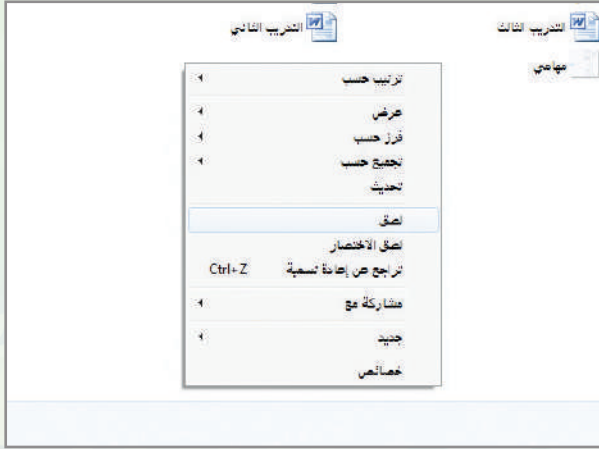 التدريب الثالث
التدريب الثاني
مهامي
ترتيب حسب
عرض
فرز حسب
تجميع حسب
تحديث
لصق
لصق الاختصار
تراجع عن إعادة تسمية Ctrl+Z
مشاركة مع
جديد
خصائص